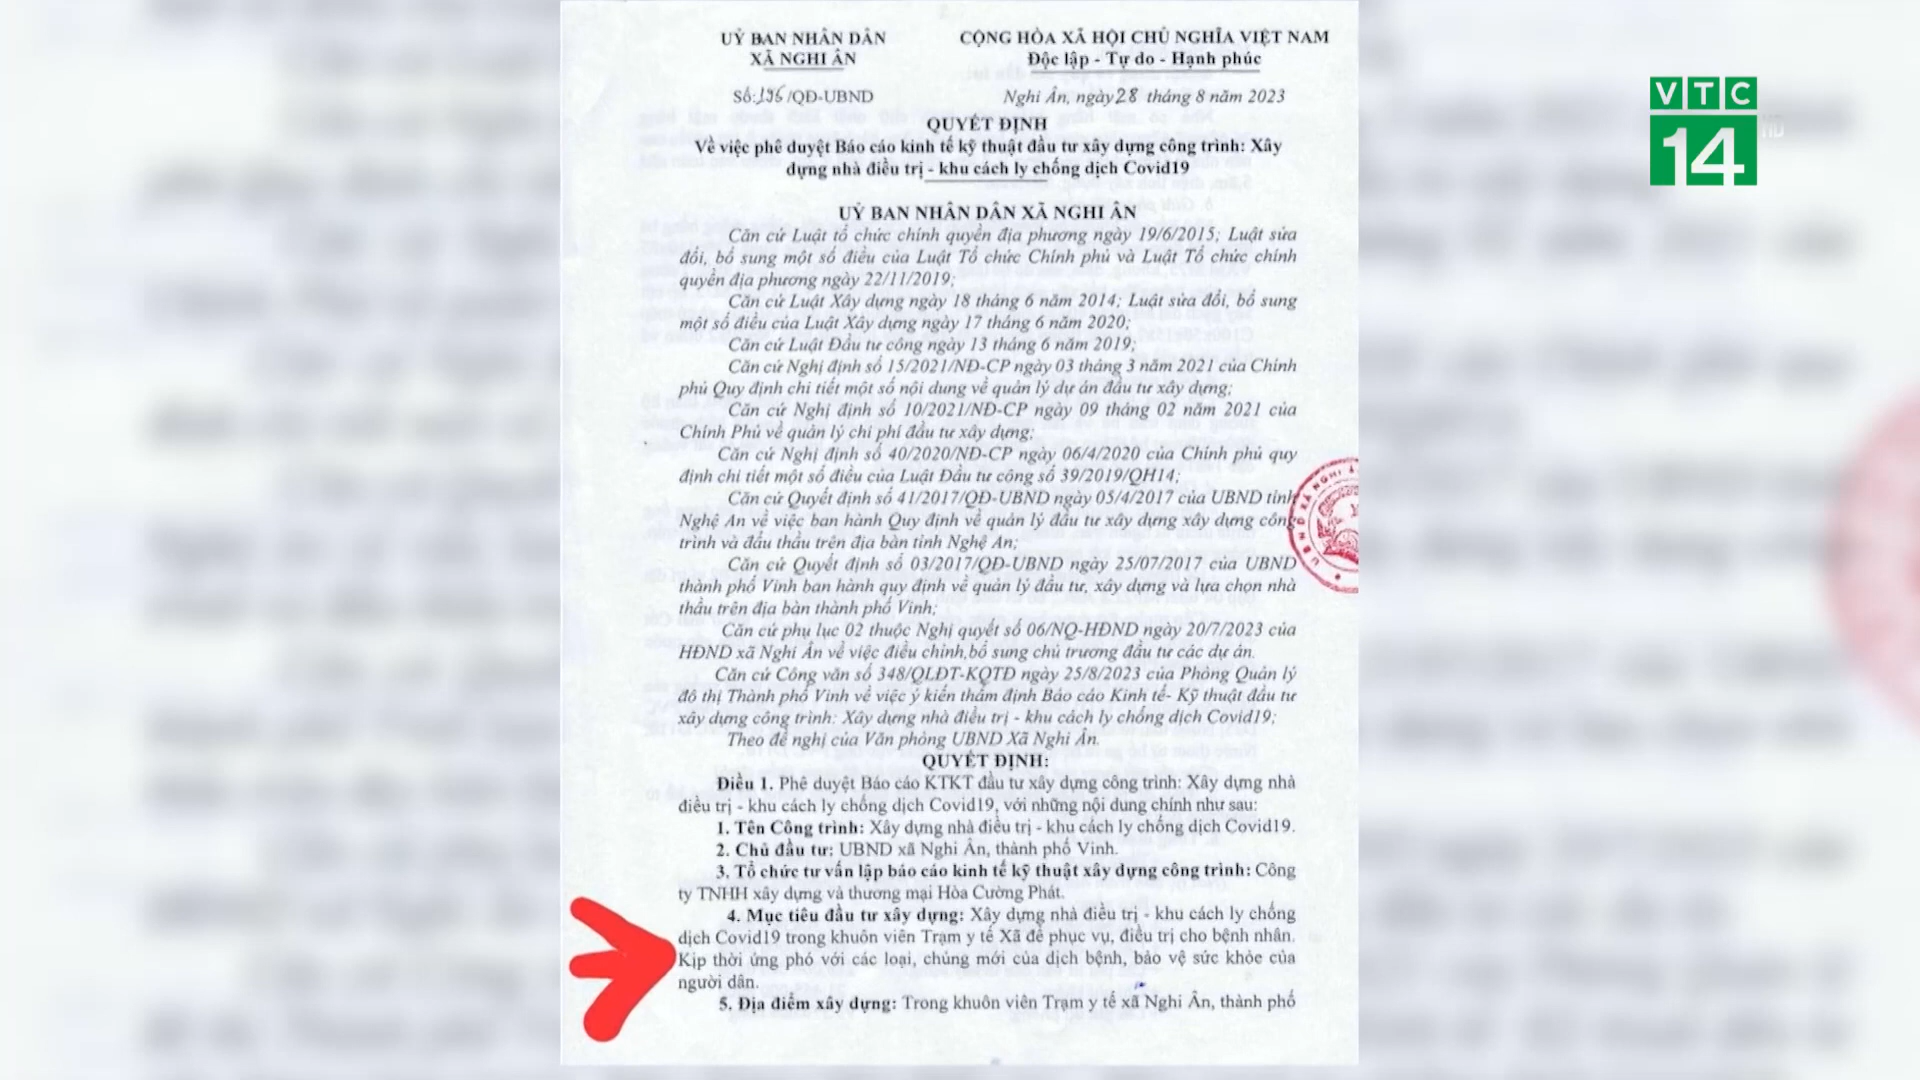 UỶ BAN NHÂN DÂN
XÃ NGHI ÂN
CỘNG HÒA XÃ HỘI CHỦ NGHĨA VIỆT NAM
Độc lập - Tự do - Hạnh phúc
Số:196/QĐ-UBND
Nghi Ân, ngày 28 tháng 8 năm 2023
QUYẾT ĐỊNH
Về việc phê duyệt Báo cáo kinh tế kỹ thuật đầu tư xây dựng công trình: Xây
dựng nhà điều trị - khu cách ly chống dịch Covid19
UỶ BAN NHÂN DÂN XÃ NGHI ÂN
Căn cứ Luật tổ chức chính quyền địa phương ngày 19/6/2015; Luật sửa
đổi, bổ sung một số điều của Luật Tổ chức Chính phủ và Luật Tổ chức chính
quyền địa phương ngày 22/11/2019;
Căn cứ Luật Xây dựng ngày 18 tháng 6 năm 2014; Luật sửa đổi, bổ sung
một số điều của Luật Xây dựng ngày 17 tháng 6 năm 2020;
Căn cứ Luật Đầu tư công ngày 13 tháng 6 năm 2019;
Căn cứ Nghị định số 15/2021/NĐ-CP ngày 03 tháng 3 năm 2021 của Chính
phủ Quy định chi tiết một số nội dung về quản lý dự án đầu tư xây dựng;
Căn cứ Nghị định số 10/2021/NĐ-CP ngày 09 tháng 02 năm 2021 của
Chính Phủ về quản lý chi phí đầu tư xây dựng;
Căn cứ Nghị định số 40/2020/NĐ-CP ngày 06/4/2020 của Chính phủ quy
định chi tiết một số điều của Luật Đầu tư công số 39/2019/QH14;
Căn cứ Quyết định số 41/2017/QĐ-UBND ngày 05/4/2017 của UBND tỉnh
Nghệ An về việc ban hành Quy định về quản lý đầu tư xây dựng xây dựng công
trình và đấu thầu trên địa bàn tỉnh Nghệ An;
Căn cứ Quyết định số 03/2017/QĐ-UBND ngày 25/07/2017 của UBND
thành phố Vinh ban hành quy định về quản lý đầu tư, xây dựng và lựa chọn nhà
thầu trên địa bàn thành phố Vinh;
Căn cứ phụ lục 02 thuộc Nghị quyết số 06/NQ-HĐND ngày 20/7/2023 của
HĐND xã Nghi Ân về việc điều chỉnh,bổ sung chủ trương đầu tư các dự án.
Căn cứ Công văn số 348/QLĐT-KQTD ngày 25/8/2023 của Phòng Quản lý
đô thị Thành phố Vinh về việc ý kiến thẩm định Báo cáo Kinh tế- Kỹ thuật đầu tư
xây dựng công trình: Xây dựng nhà điều trị - khu cách ly chống dịch Covid19;
Theo đề nghị của Văn phòng UBND Xã Nghi Ân.
QUYẾT ĐỊNH:
Điều 1. Phê duyệt Báo cáo KTKT đầu tư xây dựng công trình: Xây dựng nhà
điều trị - khu cách ly chống dịch Covid19, với những nội dung chính như sau:
1. Tên Công trình: Xây dựng nhà điều trị - khu cách ly chống dịch Covid19.
2. Chủ đầu tư: UBND xã Nghi Ân, thành phố Vinh.
3. Tổ chức tư vấn lập báo cáo kinh tế kỹ thuật xây dựng công trình: Công
ty TNHH xây dựng và thương mại Hòa Cường Phát.
4. Mục tiêu đầu tư xây dựng: Xây dựng nhà điều trị - khu cách ly chống
dịch Covid19 trong khuôn viên Trạm y tế Xã để phục vụ, điều trị cho bệnh nhân.
Kịp thời ứng phó với các loại, chủng mới của dịch bệnh, bảo vệ sức khỏe của
người dân.
5. Địa điểm xây dựng: Trong khuôn viên Trạm y tế xã Nghi Ân, thành phố
UBND XÃ NGHI
VTC
14
HD